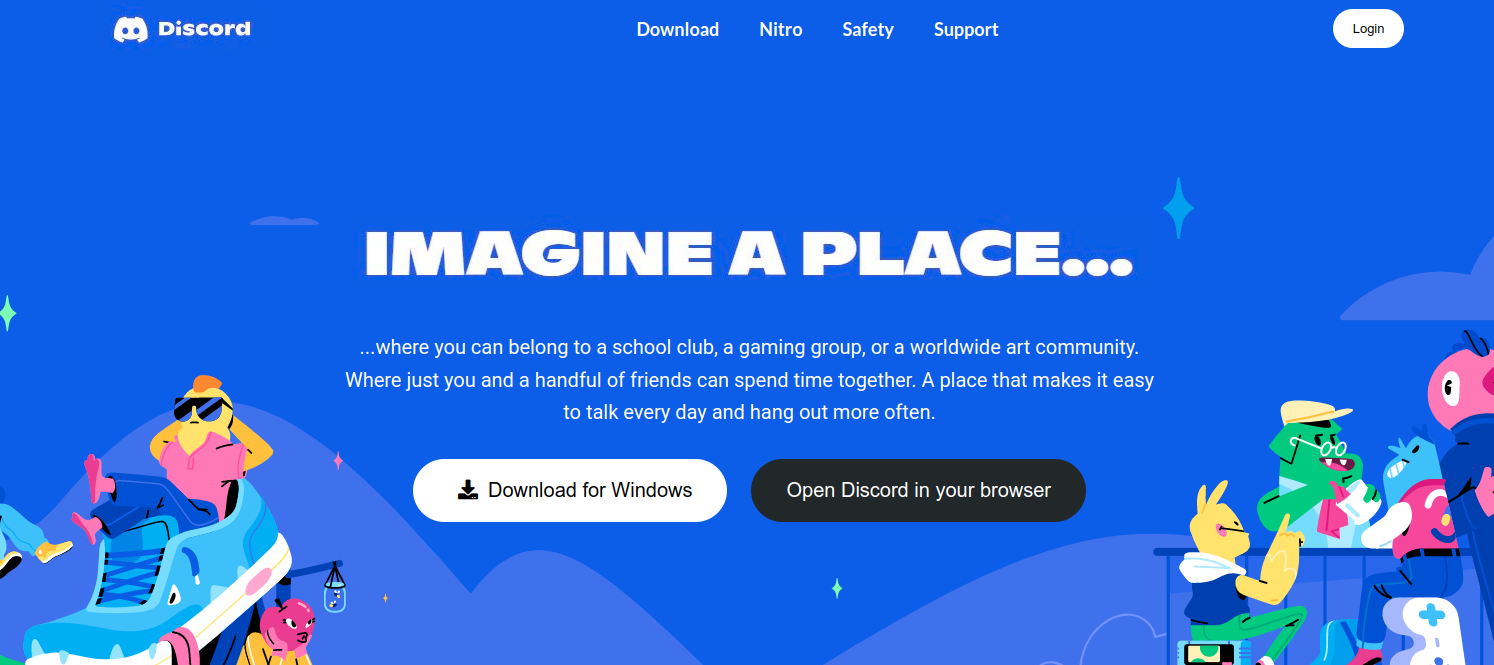 Discord
Download Nitro Safety Support
Login
IMAGINE A PLACE...
...where you can belong to a school club, a gaming group, or a worldwide art community.
Where just you and a handful of friends can spend time together. A place that makes it easy
to talk every day and hang out more often.
Download for Windows
Open Discord in your browser